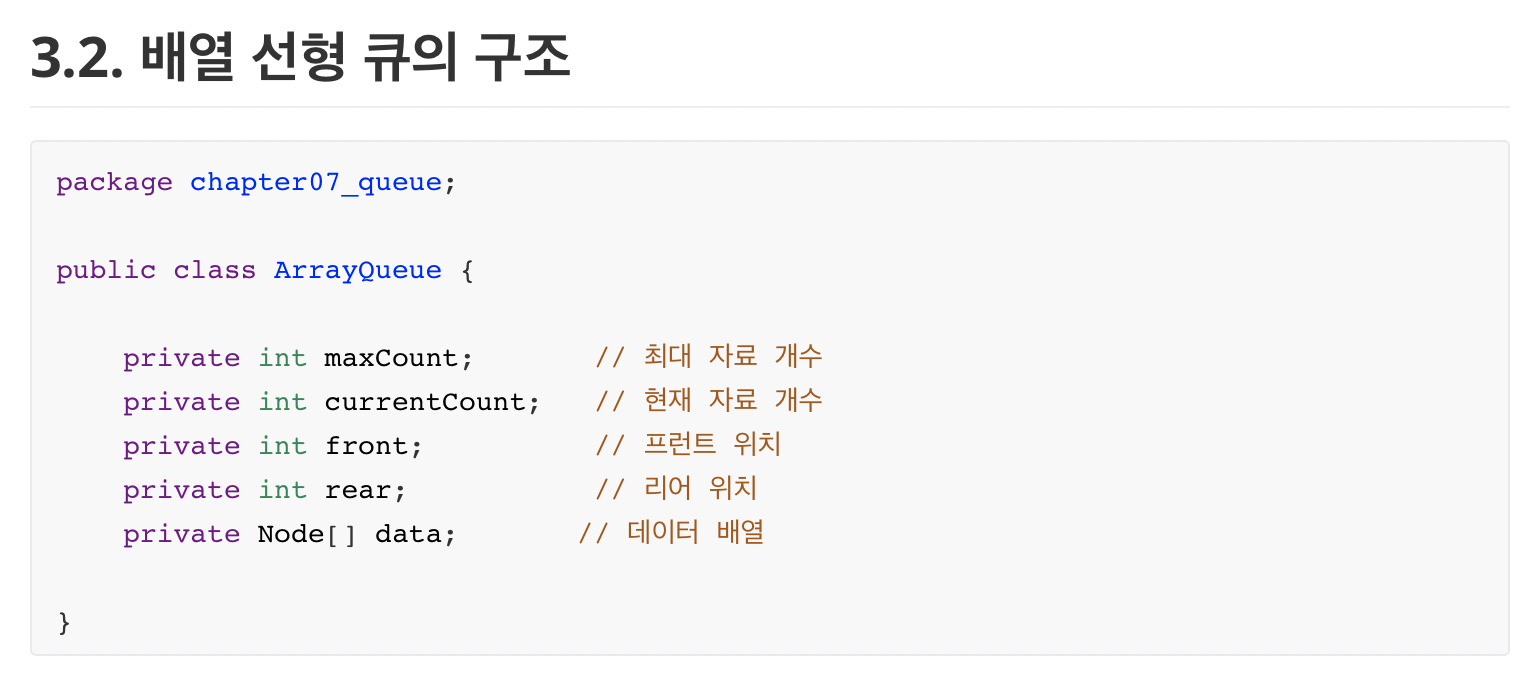 3.2. 배열 선형 큐의 구조
package chapter07_queue;
public class ArrayQueue {
private int maxCount; // 최대 자료 개수
private int currentCount; // 현재 자료 개수
private int front; // 프런트 위치
private int rear; // 리어 위치
private Node[] data; // 데이터 배열
}